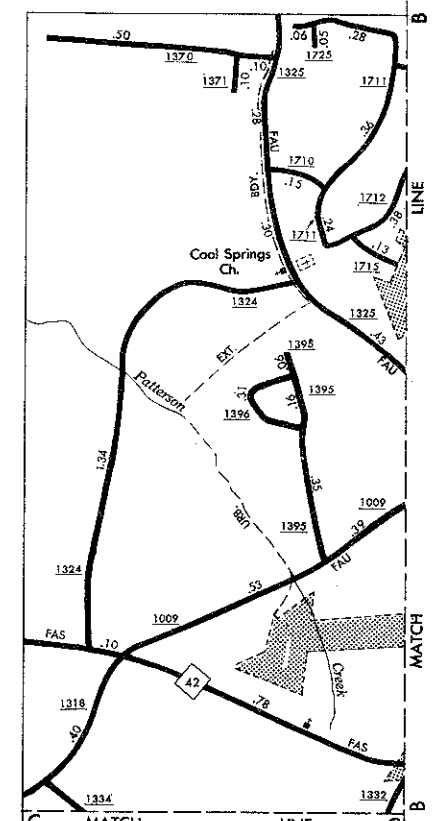 B
.50
1370
.10
1371
.10
1325
.06
.05
1725
.28
1711
.28
FAU
.36
1710
.15
BDY.
.30
1711
.24
1712
.38
LINE
.13
1715
Cool Springs
Ch.
1324
1325
.43
FAU
EXT.
1395
.06
.31
1395
.16
1396
Patterson
1.34
.35
URB.
1395
1009
.39
FAU
1324
.53
1009
FAS
.10
MATCH
42
Creek
1318
.40
.78
FAS
1334
1332
B
C
MATCH
LINE
C